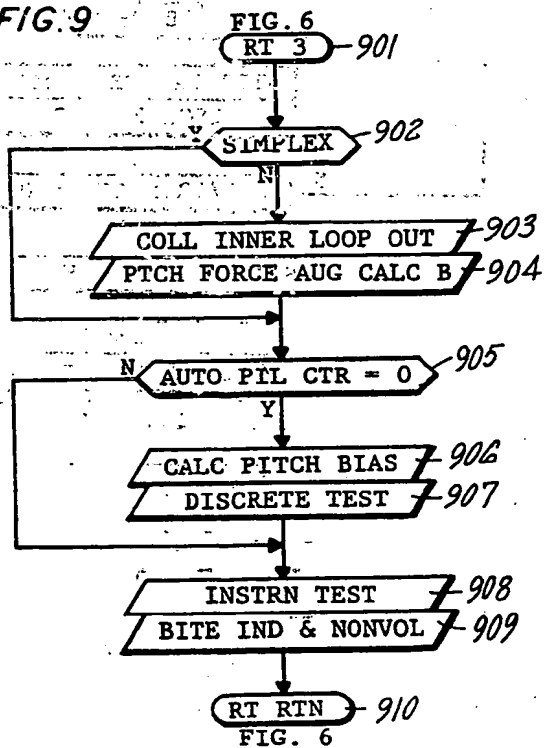 FIG.9
FIG. 6
RT 3 901
Y SIMPLEX 902
N
COLL INNER LOOP OUT 903
PTCH FORCE AUG CALC B 904
N AUTO PIL CTR = 0 905
Y
CALC PITCH BIAS 906
DISCRETE TEST 907
INSTRN TEST 908
BITE IND & NONVOL 909
RT RTN 910
FIG. 6